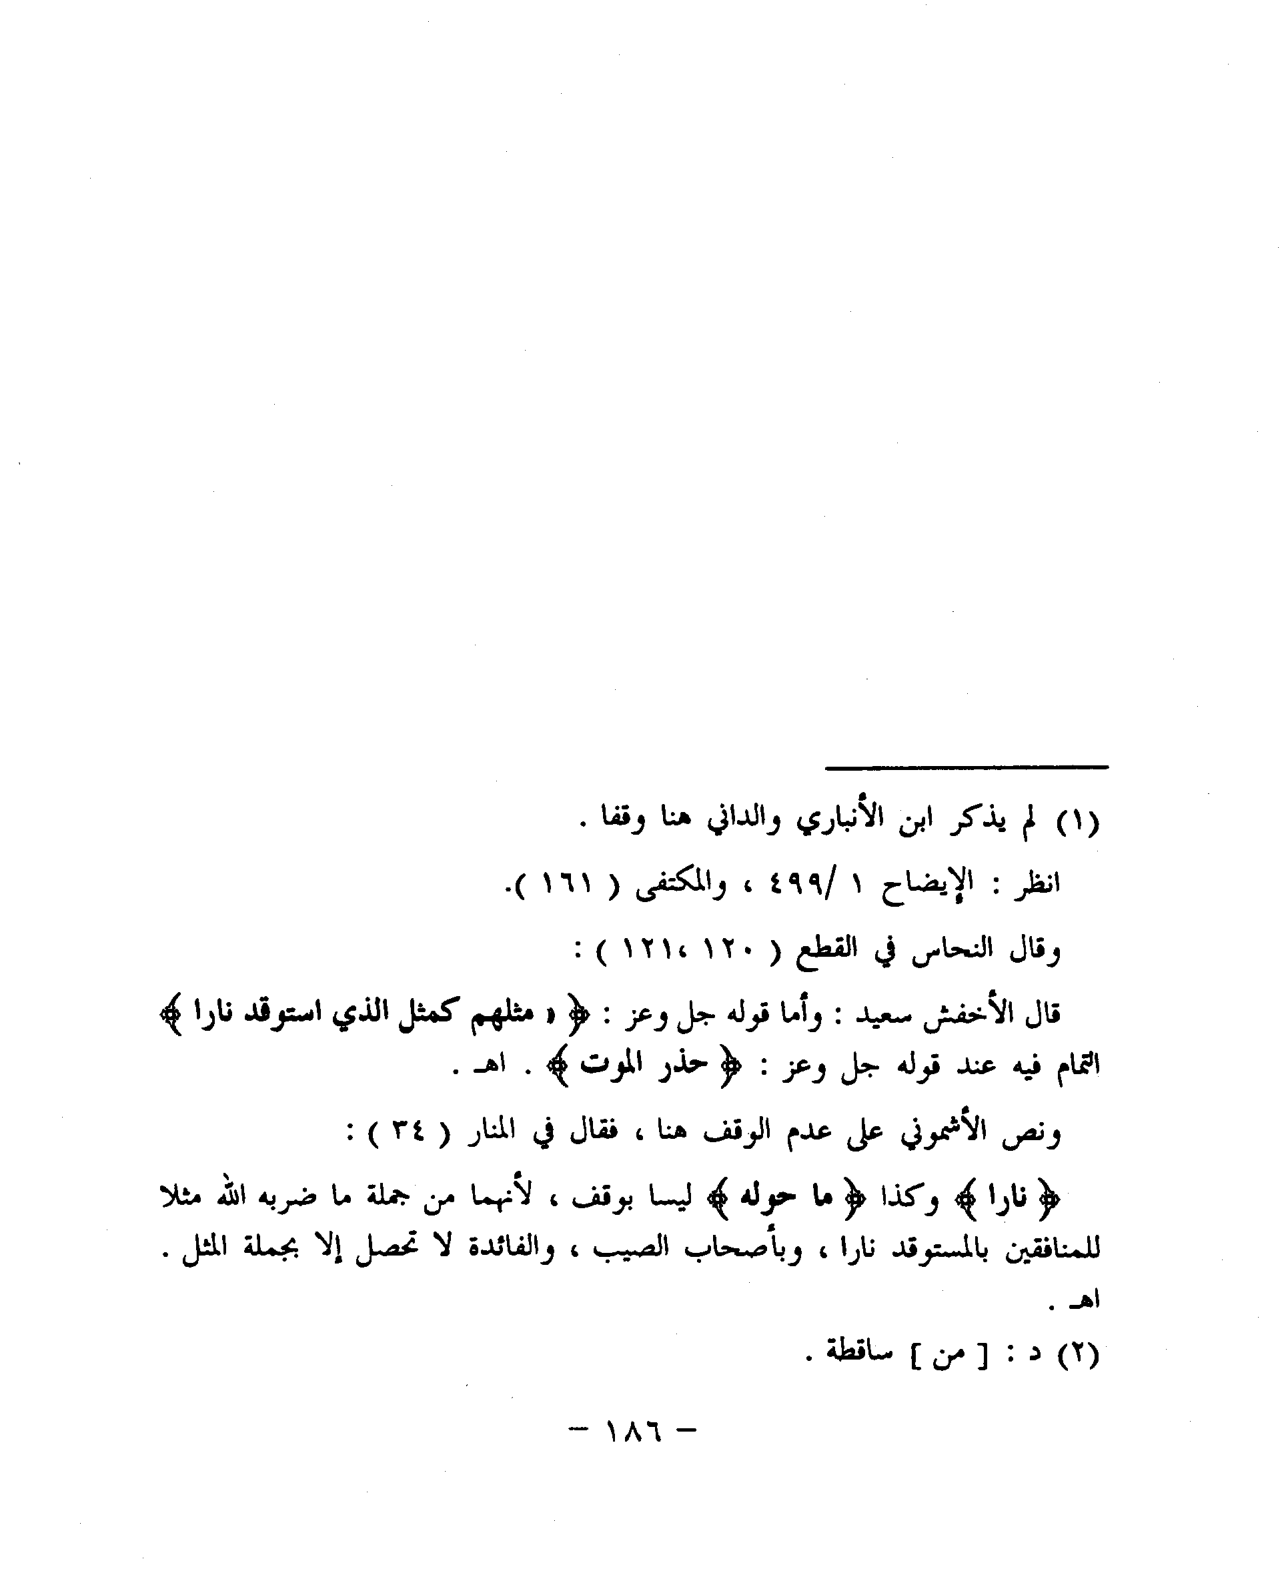 (١) لم يذكر ابن الأنباري والداني هنا وقفا .
انظر : الإيضاح ١ /٤٩٩ ، والمكتفى ( ١٦١ ).
وقال النحاس في القطع ( ١٢٠ ،١٢١ ) :
قال الأخفش سعيد : وأما قوله جل وعز : ﴿ مثلهم كمثل الذي استوقد نارا ﴾
التمام فيه عند قوله جل وعز : ﴿ حذر الموت ﴾ . اهـ .
ونص الأشموني على عدم الوقف هنا ، فقال في المنار ( ٣٤ ) :
﴿ نارا ﴾ وكذا ﴿ ما حوله ﴾ ليسا بوقف ، لأنهما من جملة ما ضربه الله مثلا
للمنافقين بالمستوقد نارا ، وبأصحاب الصيب ، والفائدة لا تحصل إلا بجملة المثل .
اهـ .
(٢) د : [ من ] ساقطة .
– ١٨٦ –